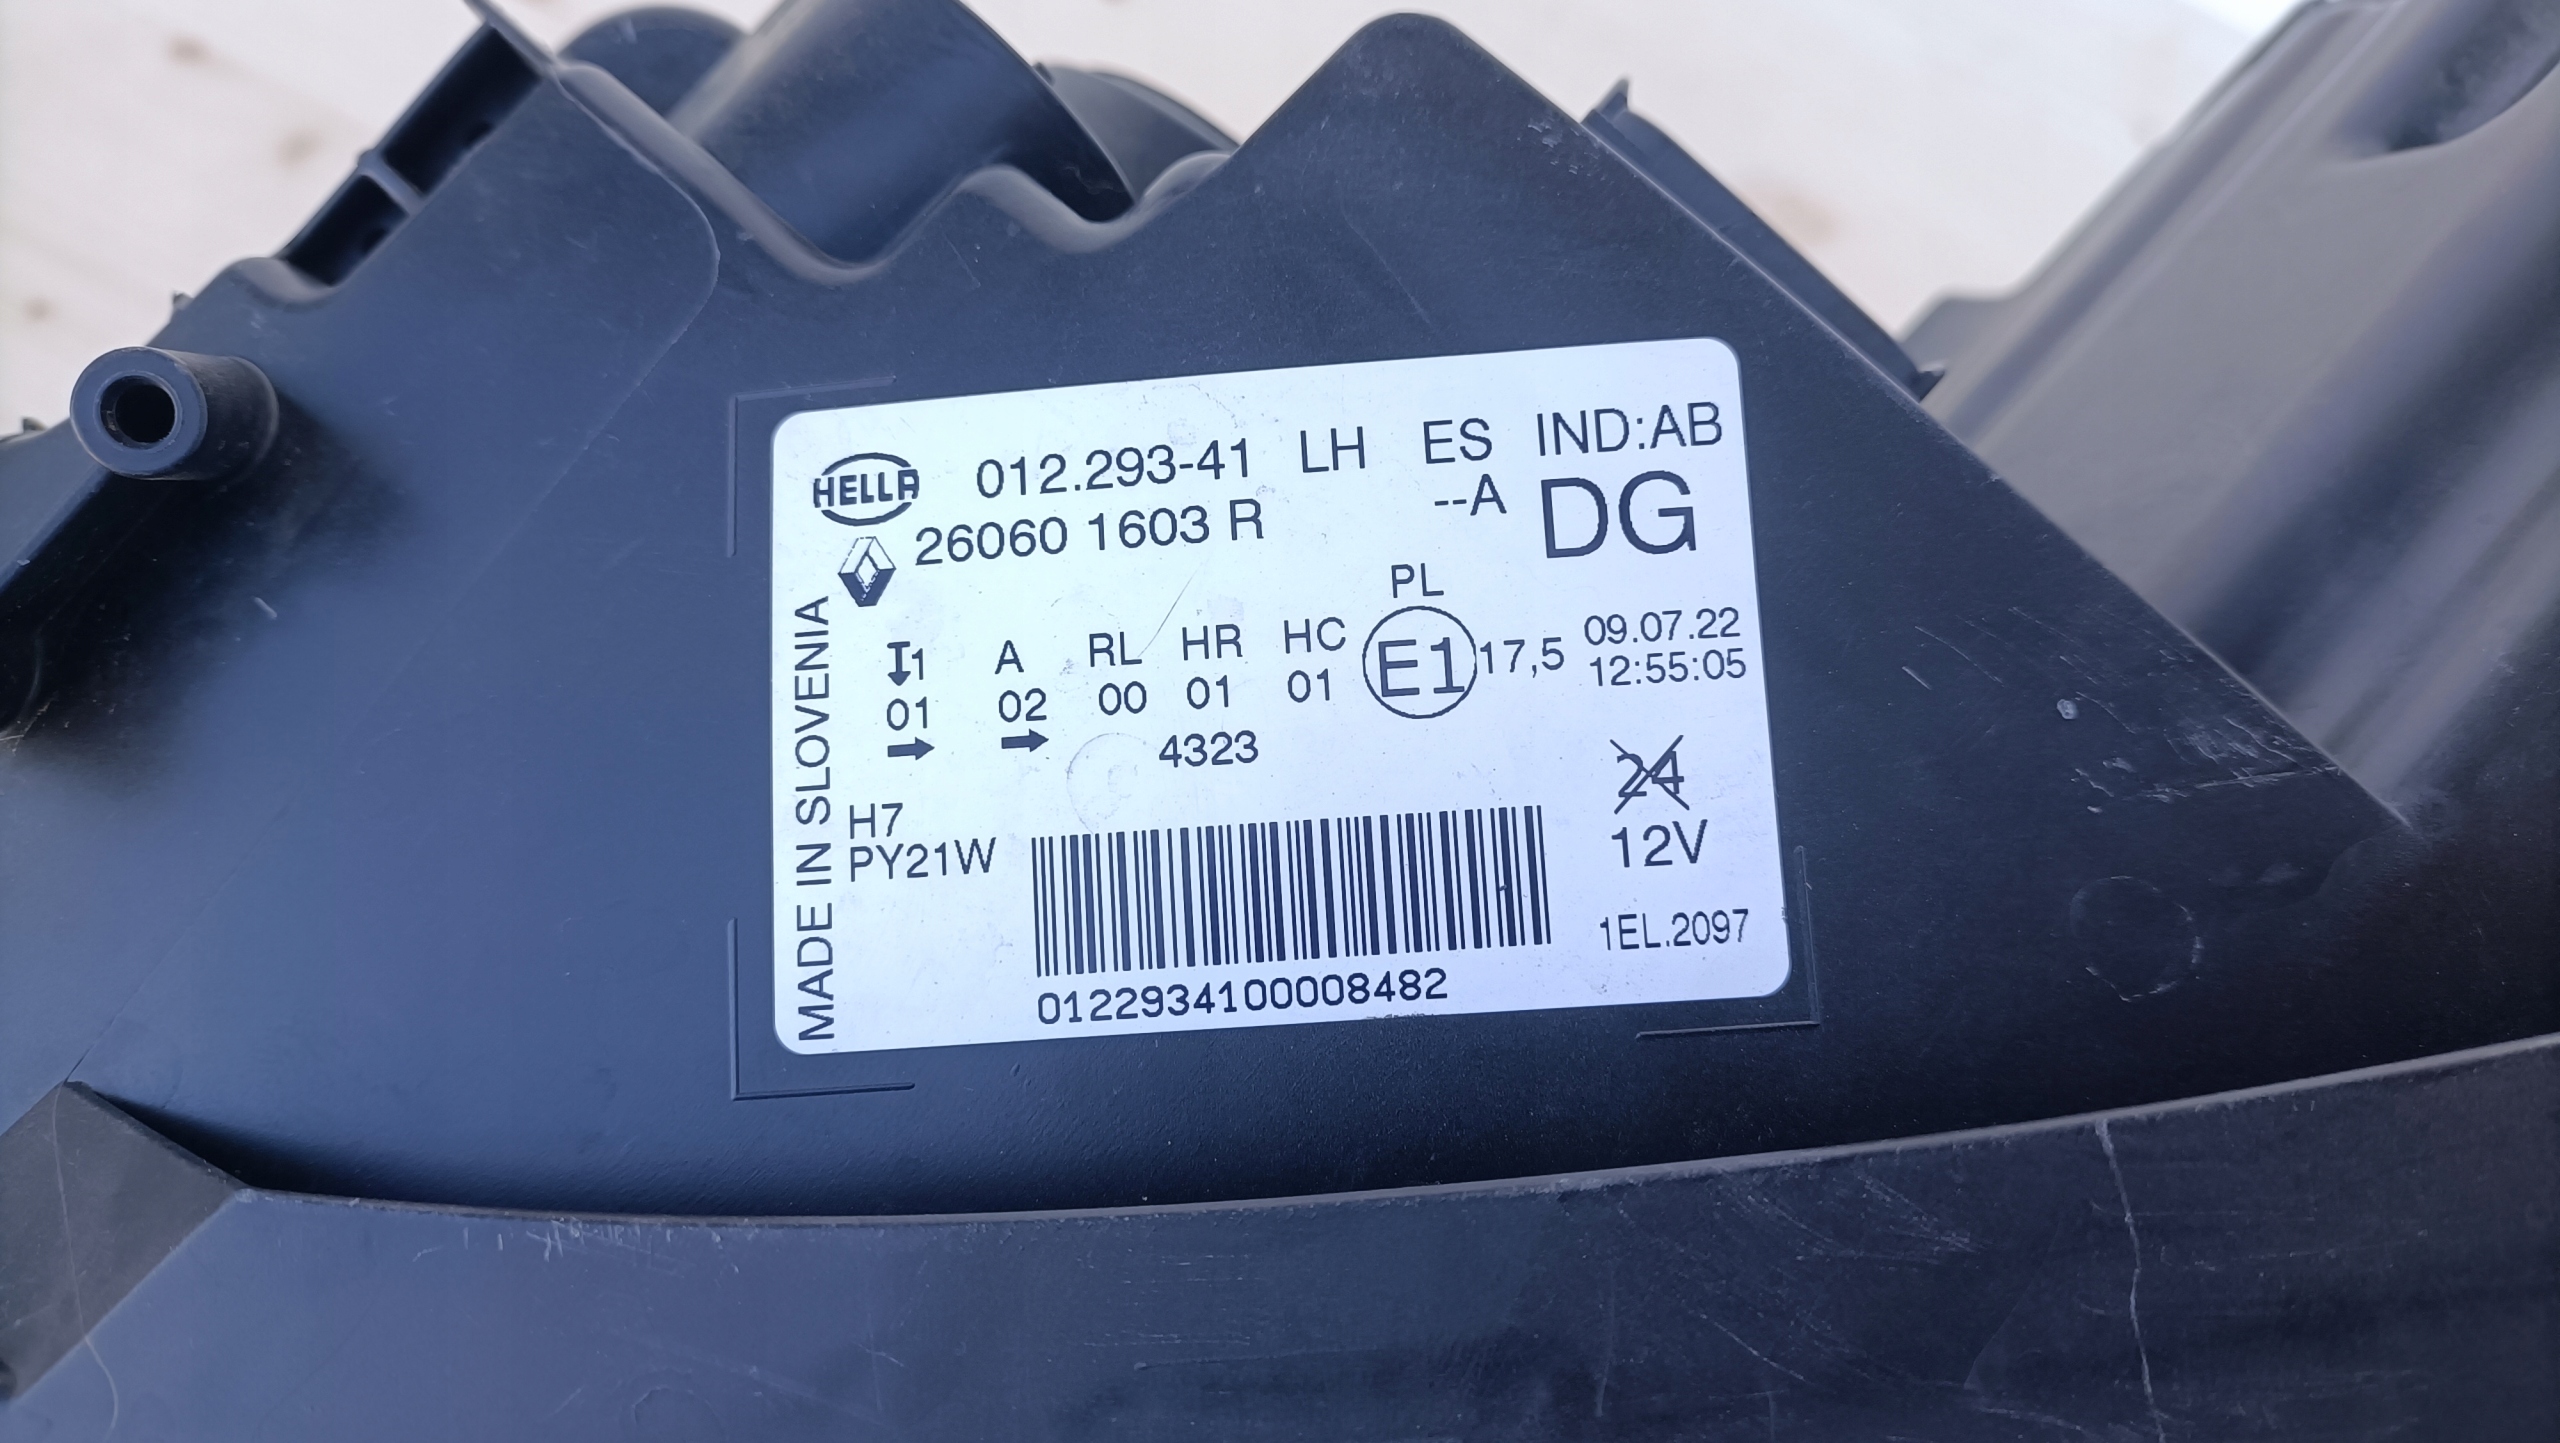 HELLA 012.293-41 LH ES IND:AB
26060 1603 R --A DG
PL
I1 A RL HR HC E1 17,5 09.07.22
01 02 00 01 01 12:55:05
4323
24
H7
PY21W
12V
1EL.2097
0122934100008482
MADE IN SLOVENIA